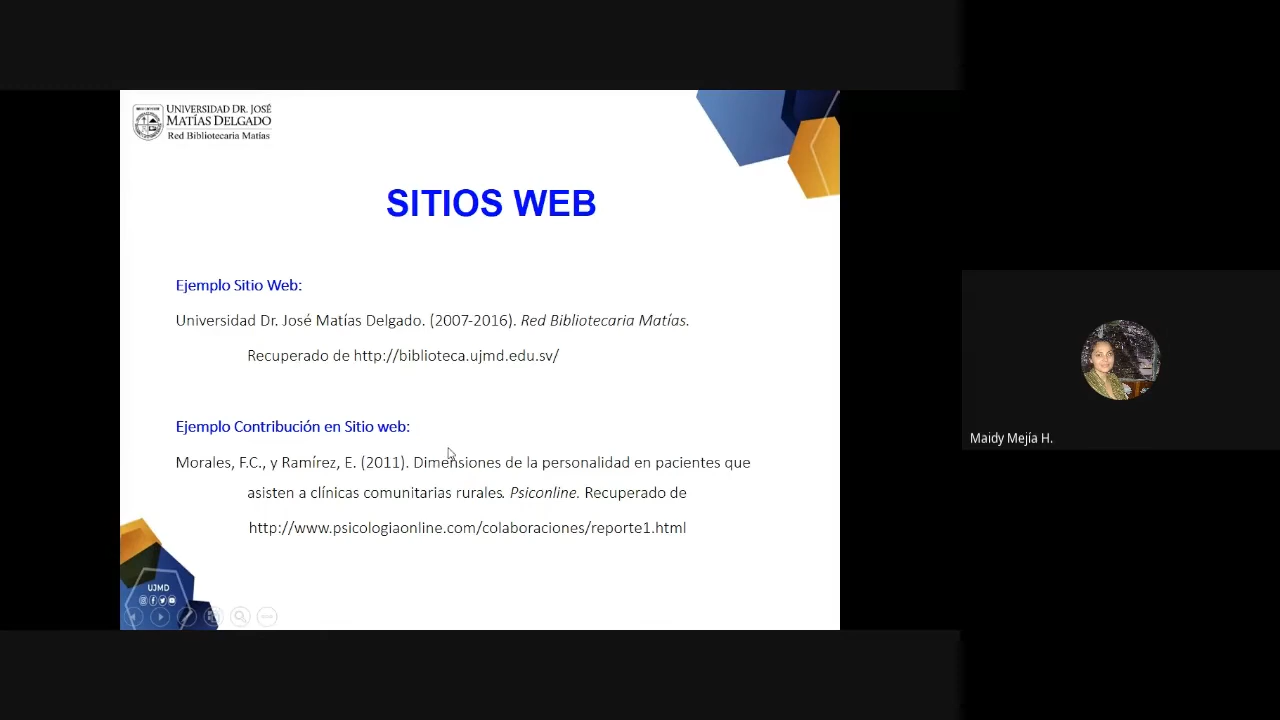 UNIVERSIDAD DR. JOSÉ
MATÍAS DELGADO
Red Bibliotecaria Matías
SITIOS WEB
Ejemplo Sitio Web:
Universidad Dr. José Matías Delgado. (2007-2016). Red Bibliotecaria Matías.
Recuperado de http://biblioteca.ujmd.edu.sv/
Ejemplo Contribución en Sitio web:
Morales, F.C., y Ramírez, E. (2011). Dimensiones de la personalidad en pacientes que
asisten a clínicas comunitarias rurales. Psiconline. Recuperado de
http://www.psicologiaonline.com/colaboraciones/reporte1.html
UJMD
Maidy Mejía H.